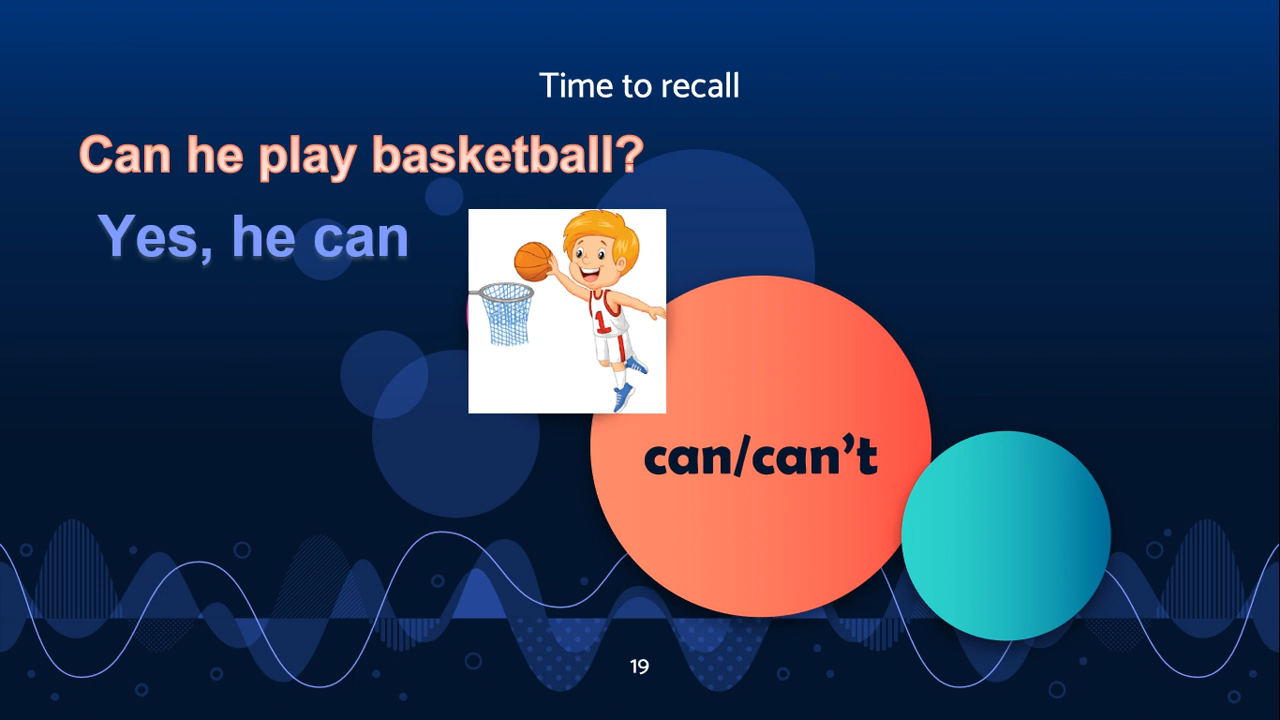 Time to recall
Can he play basketball?
Yes, he can
1
can/can't
19